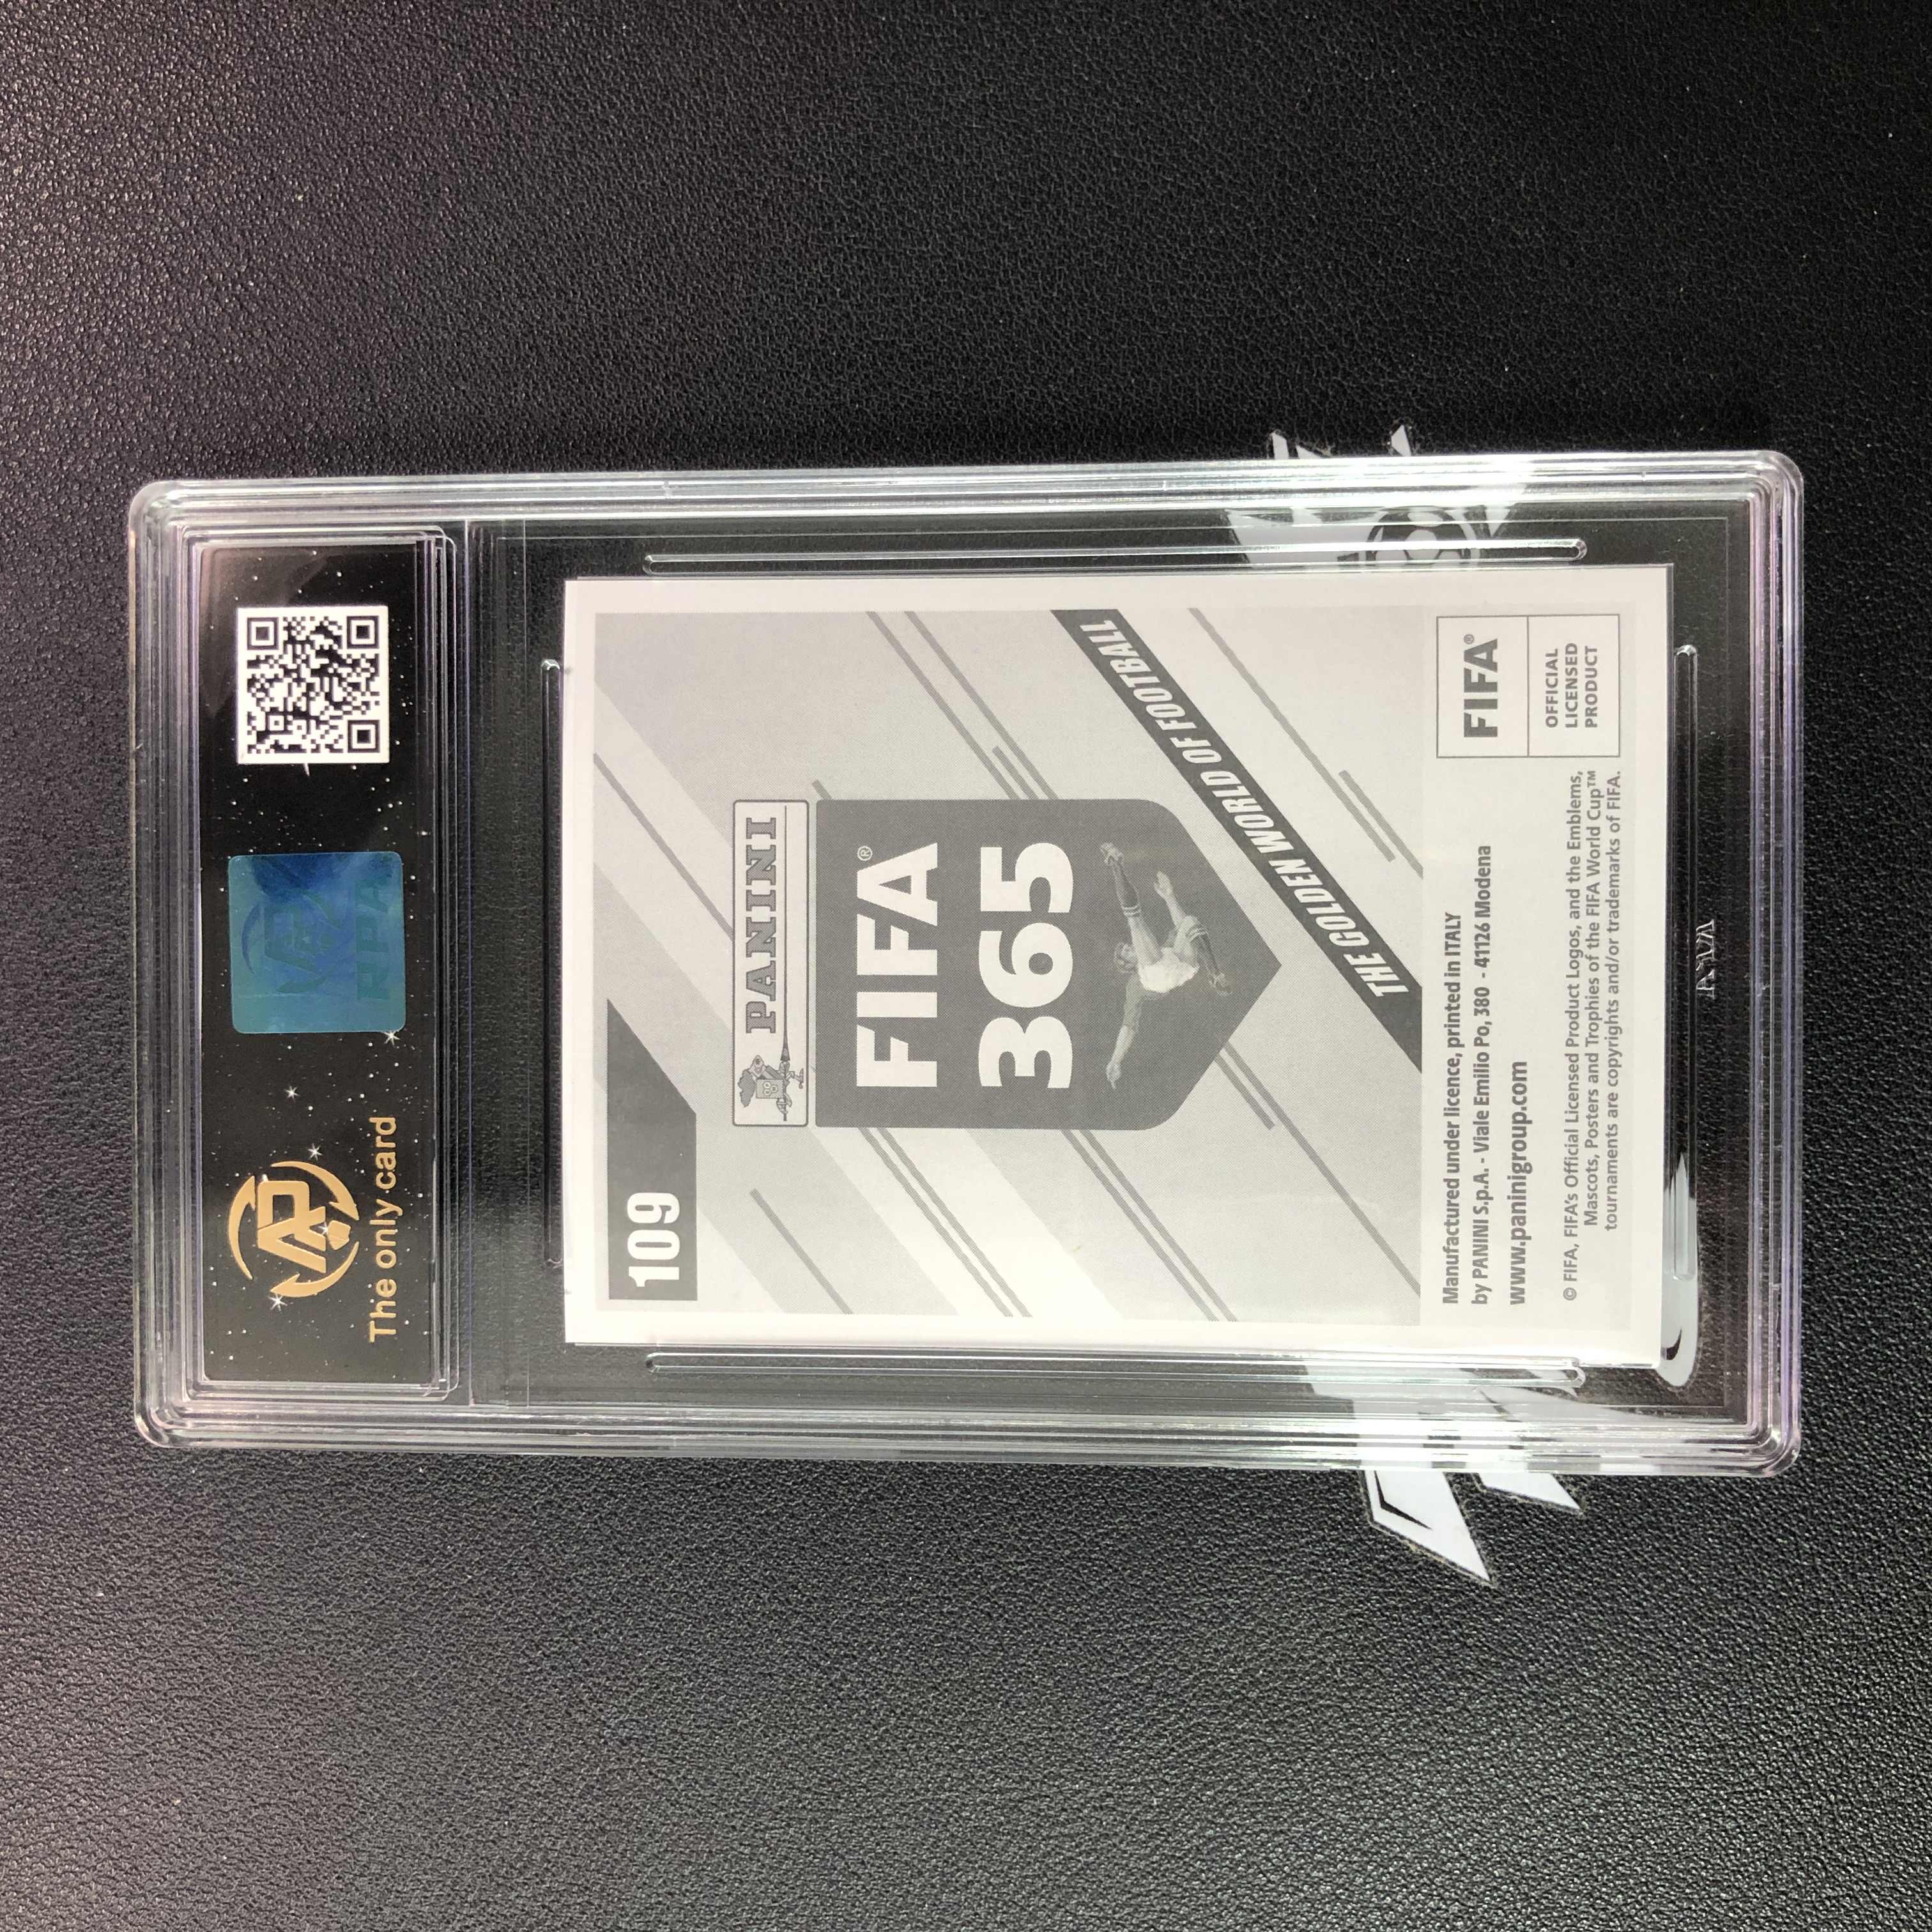 The only card
RPA
109
PANINI
FIFA®
365
THE GOLDEN WORLD OF FOOTBALL
Manufactured under licence, printed in ITALY
by PANINI S.p.A. - Viale Emilio Po, 380 - 41126 Modena
www.paninigroup.com
© FIFA, FIFA's Official Licensed Product Logos, and the Emblems,
Mascots, Posters and Trophies of the FIFA World Cup™
tournaments are copyrights and/or trademarks of FIFA.
FIFA®
OFFICIAL
LICENSED
PRODUCT